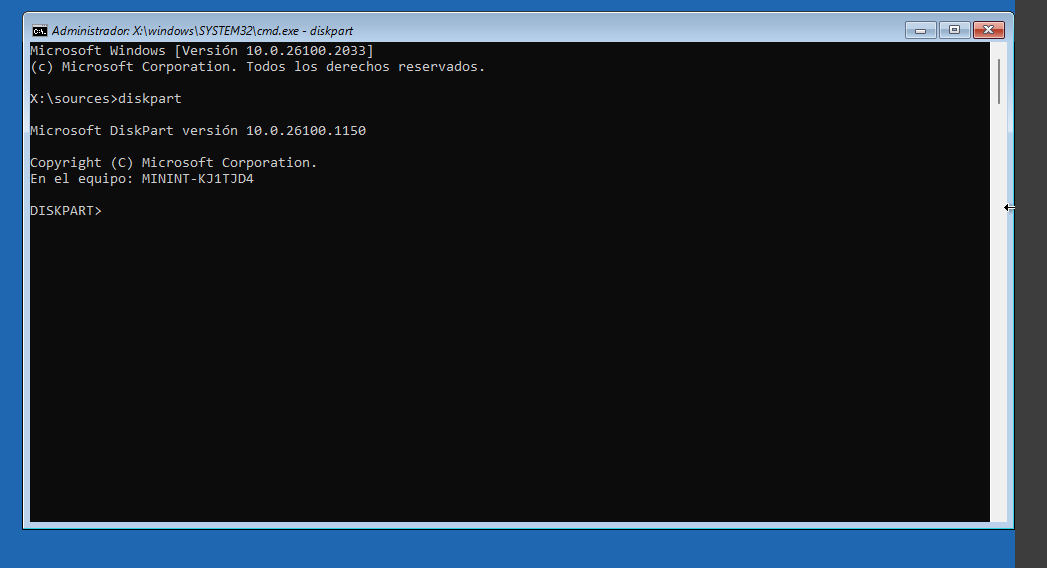 Administrador: X:\windows\SYSTEM32\cmd.exe - diskpart
Microsoft Windows [Versión 10.0.26100.2033]
(c) Microsoft Corporation. Todos los derechos reservados.
X:\sources>diskpart
Microsoft DiskPart versión 10.0.26100.1150
Copyright (C) Microsoft Corporation.
En el equipo: MININT-KJ1TJD4
DISKPART>